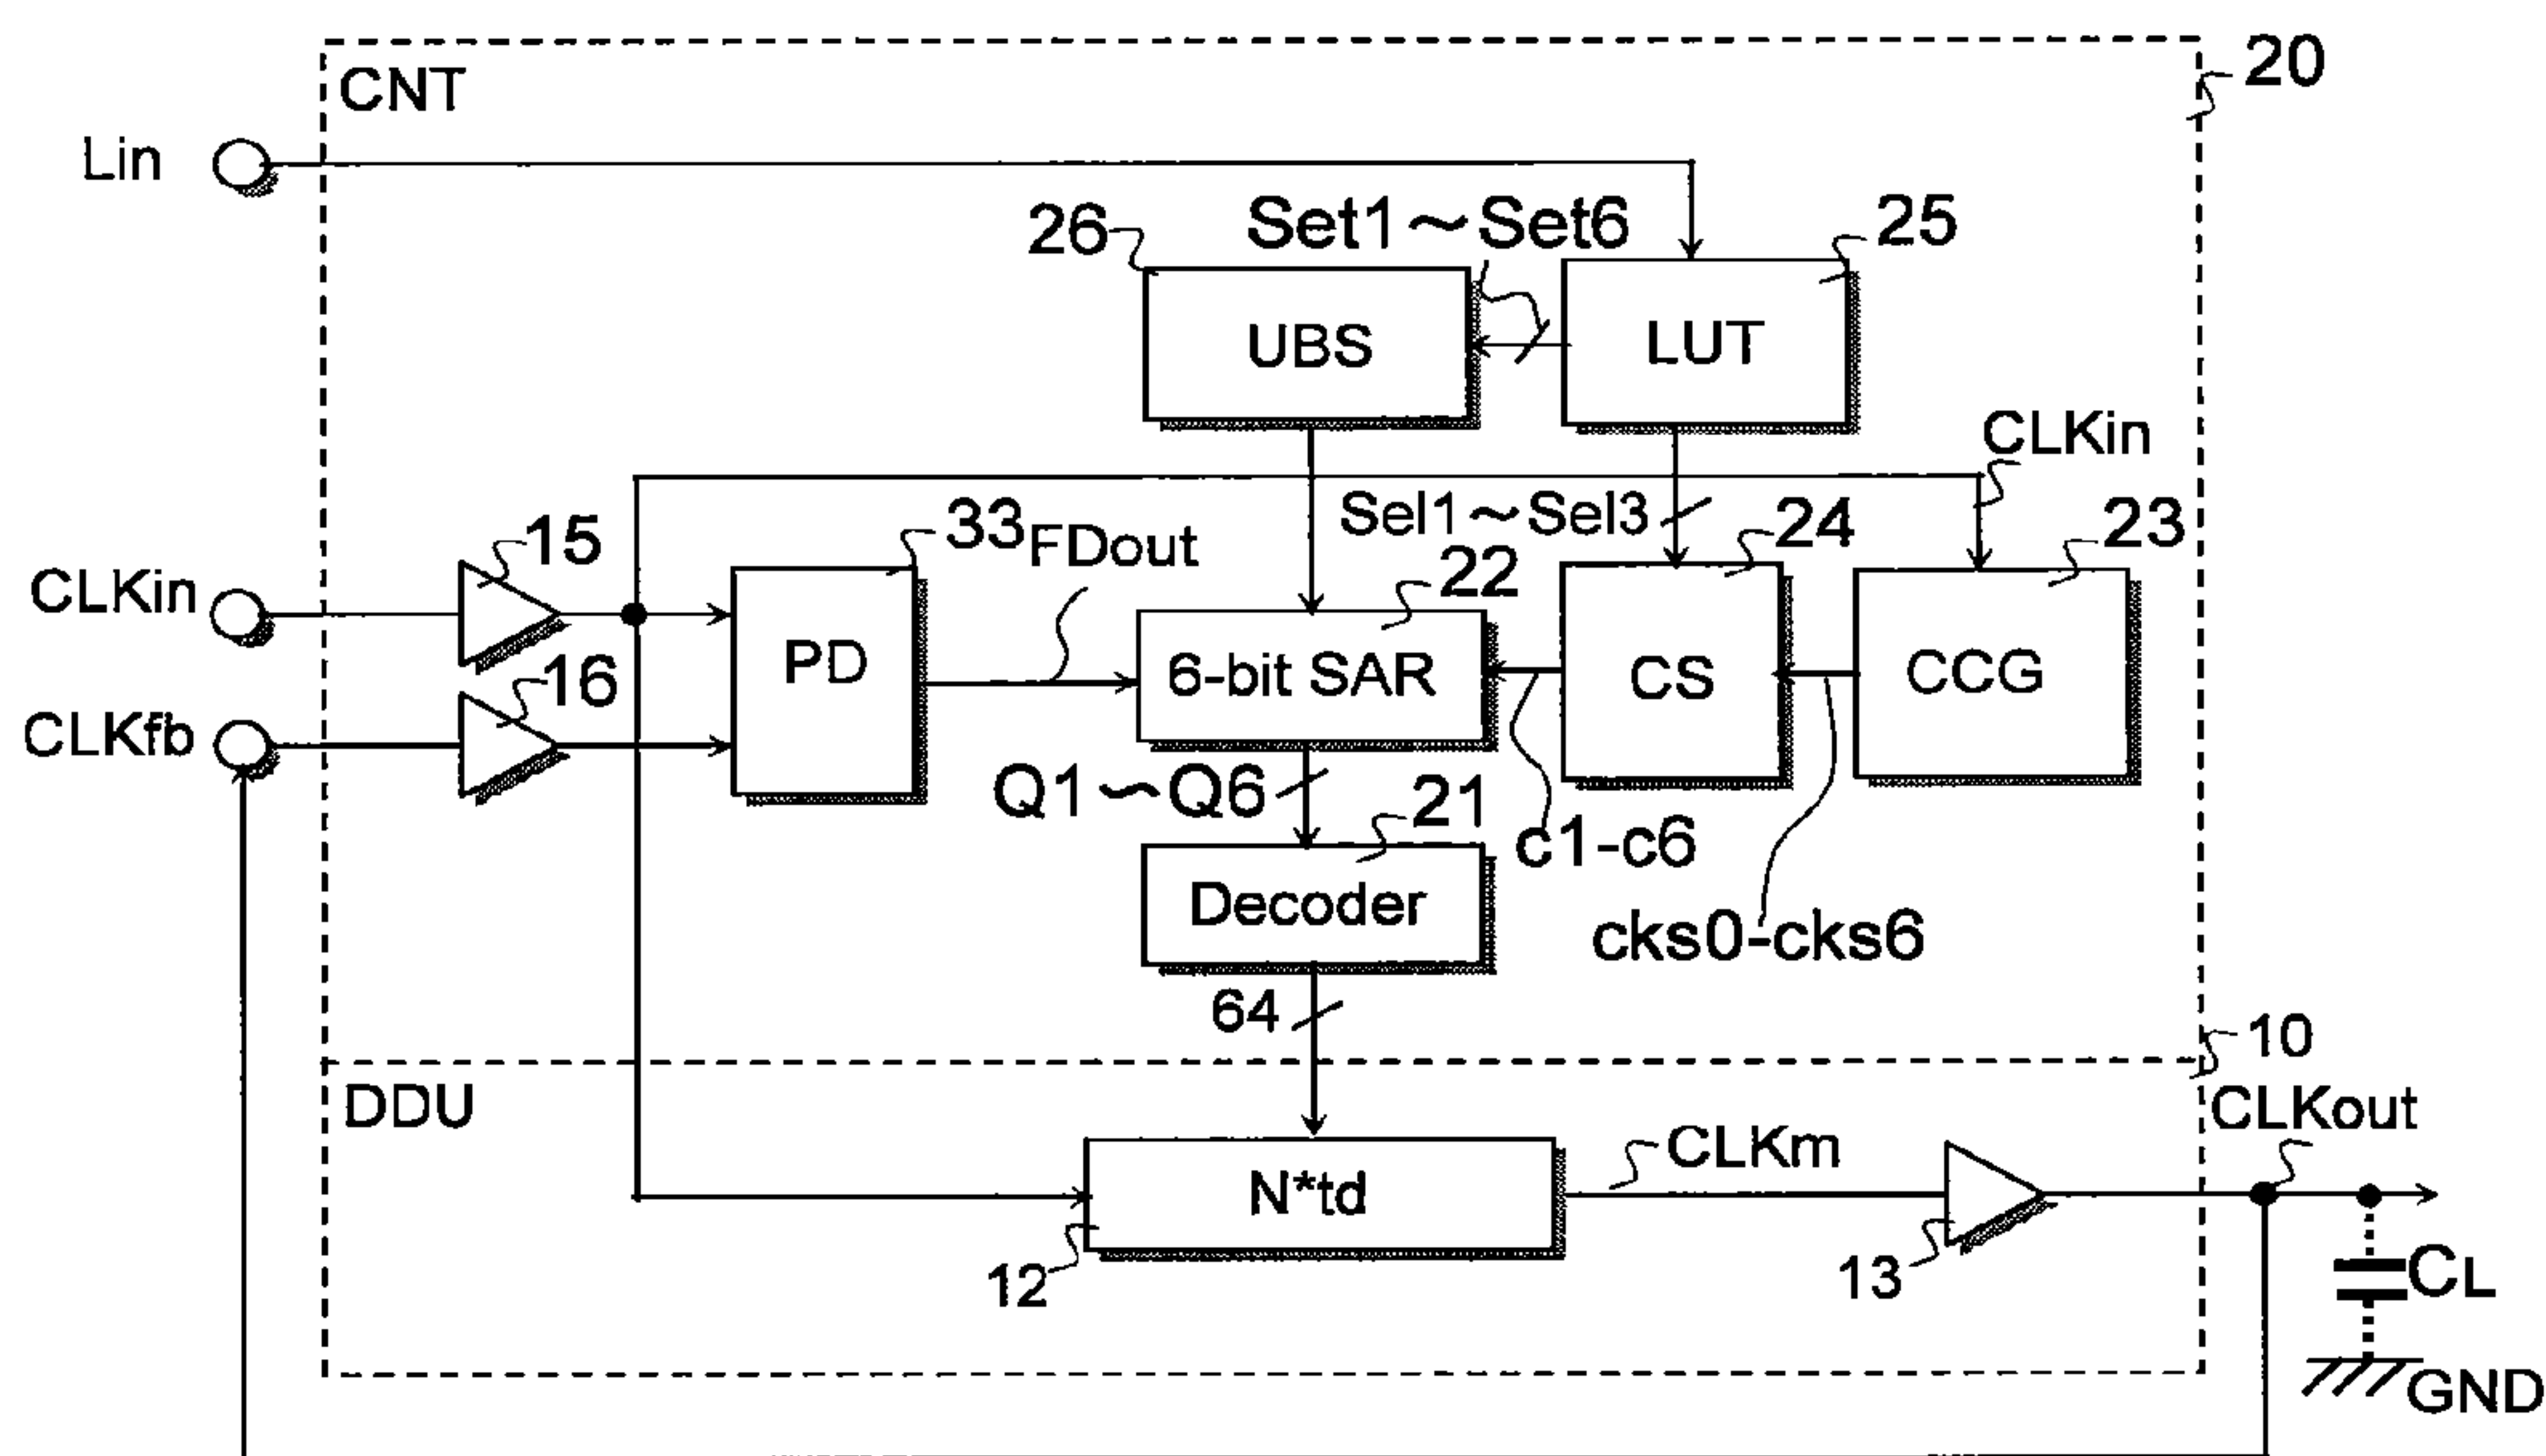 CNT
20
Lin
26
Set1～Set6
25
UBS
LUT
CLKin
Sel1～Sel3
15
33
FDout
22
24
23
CLKin
PD
6-bit SAR
CS
CCG
16
CLKfb
Q1～Q6
21
c1-c6
Decoder
cks0-cks6
64
10
DDU
CLKout
CLKm
N*td
12
13
CL
GND